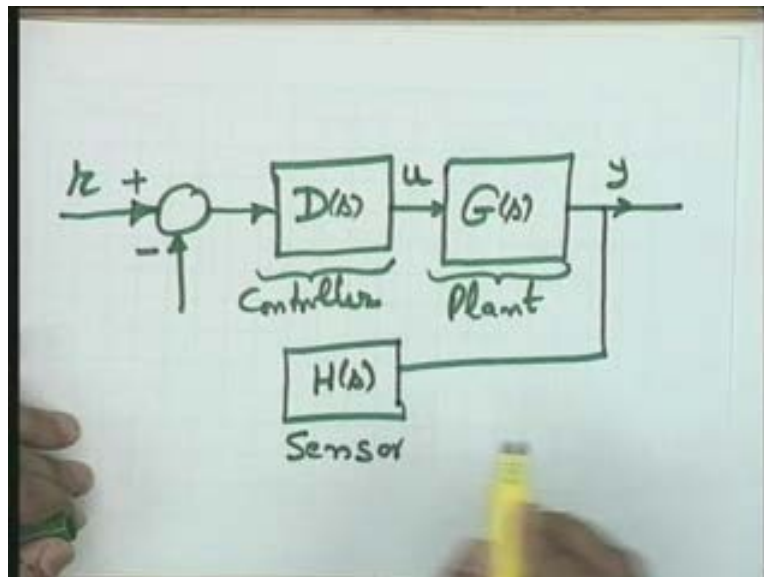 r + D(s) u G(s) y
-
Controller Plant
H(s)
Sensor